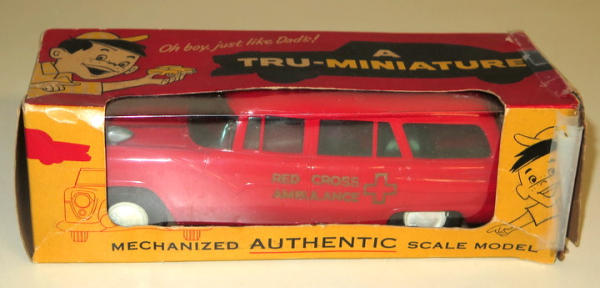 Oh boy, just like Dad's!
A
TRU-MINIATURE
RED CROSS
AMBULANCE
MECHANIZED AUTHENTIC SCALE MODEL